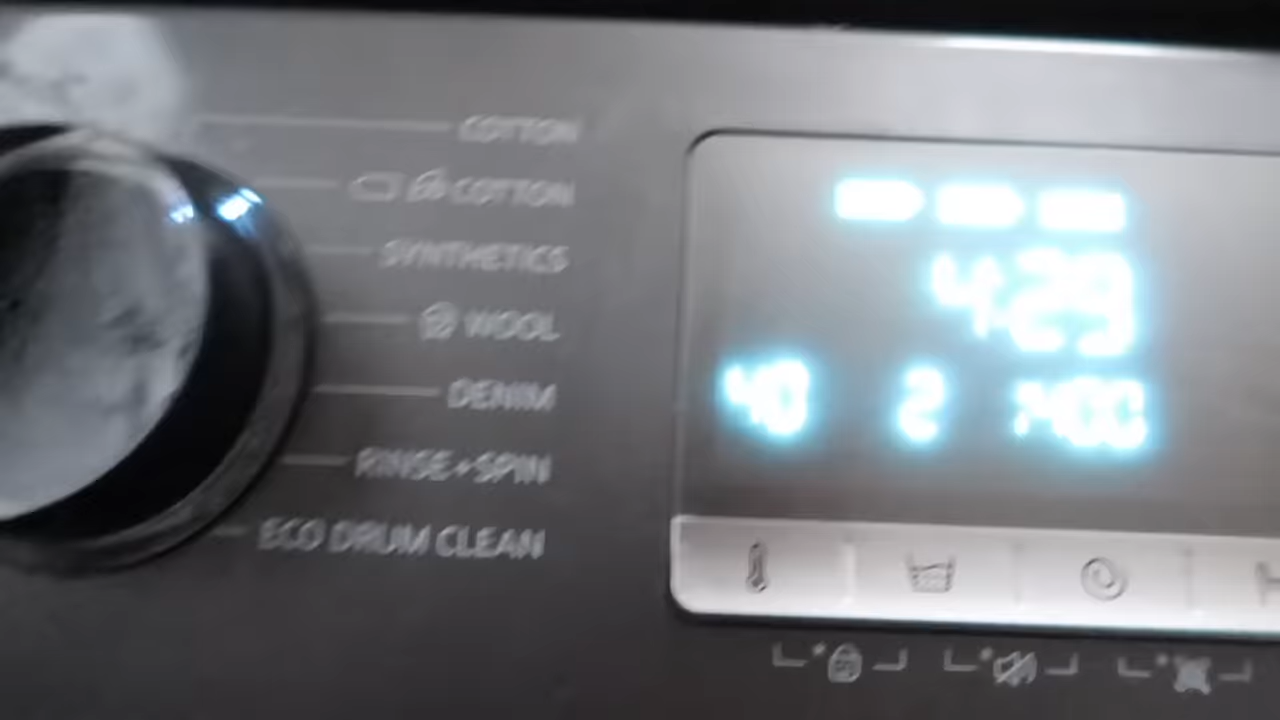 COTTON
COTTON
SYNTHETICS
WOOL
DENIM
RINSE+SPIN
ECO DRUM CLEAN
4:29
40 2 1400